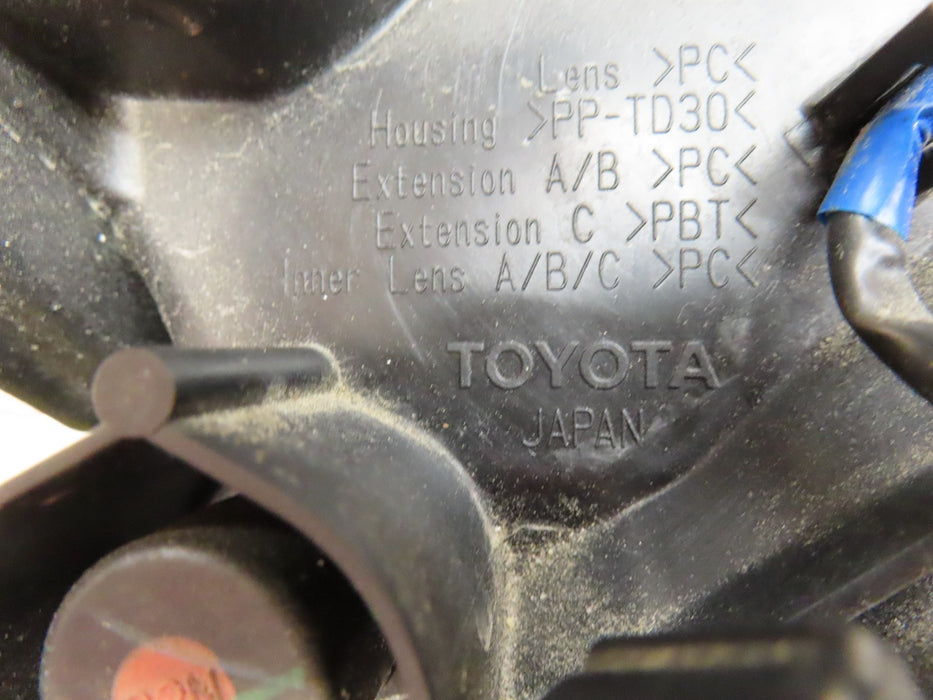 Lens >PC<
Housing >PP-TD30<
Extension A/B >PC<
Extension C >PBT<
Inner Lens A/B/C >PC<
TOYOTA
JAPAN